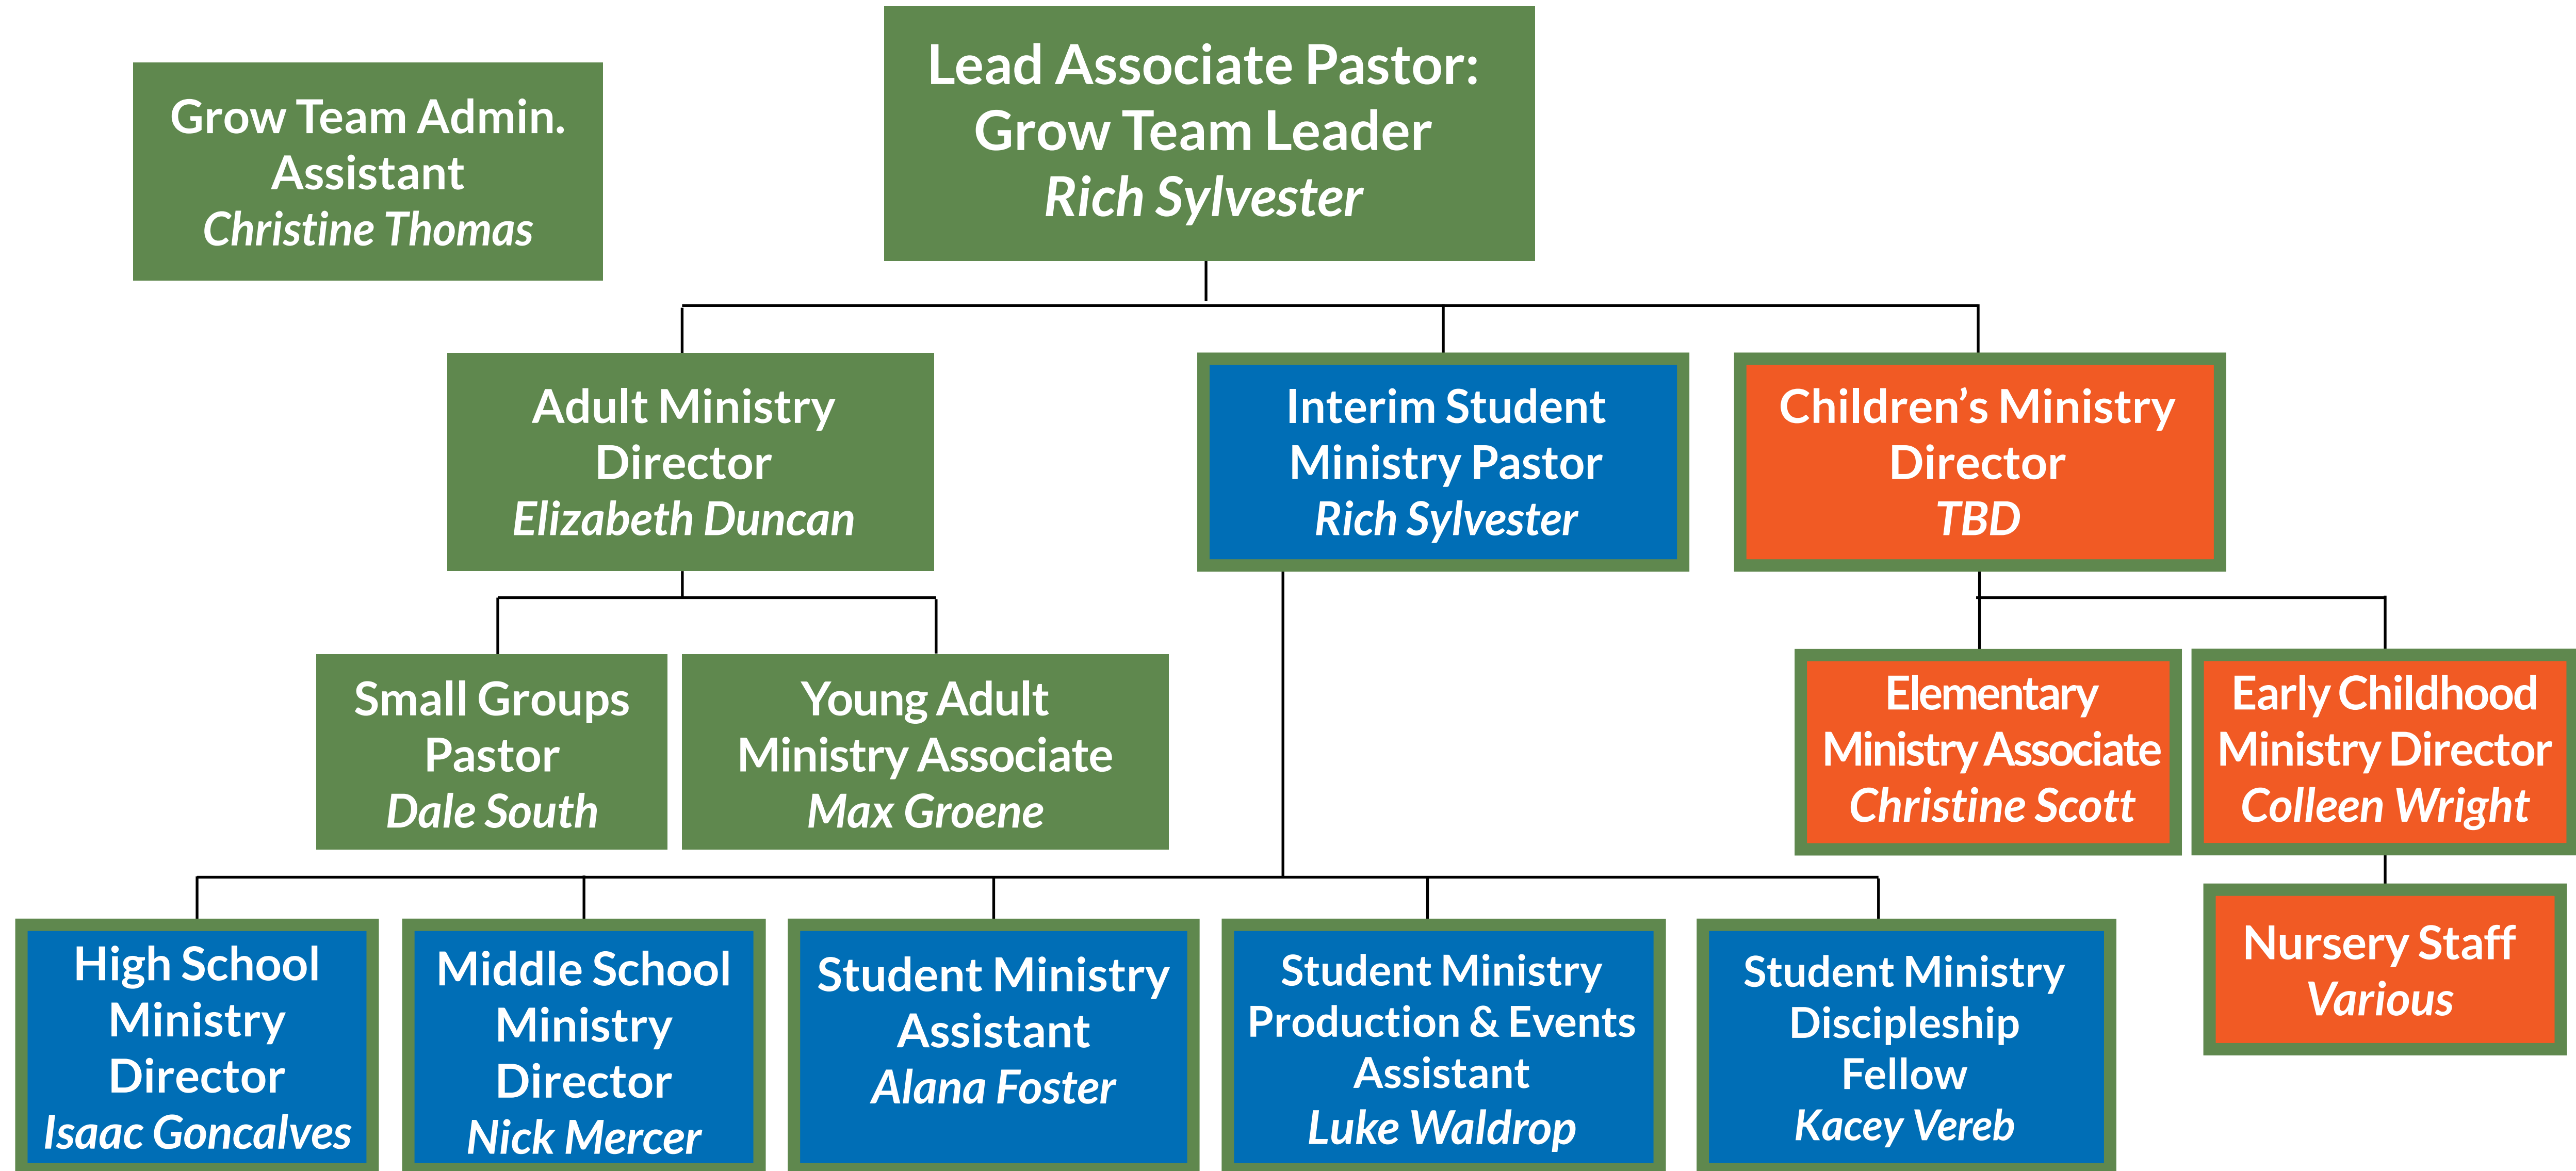 Lead Associate Pastor:
Grow Team Leader
Rich Sylvester
Grow Team Admin.
Assistant
Christine Thomas
Adult Ministry
Director
Elizabeth Duncan
Interim Student
Ministry Pastor
Rich Sylvester
Children’s Ministry
Director
TBD
Small Groups
Pastor
Dale South
Young Adult
Ministry Associate
Max Groene
Elementary
Ministry Associate
Christine Scott
Early Childhood
Ministry Director
Colleen Wright
High School
Ministry
Director
Isaac Goncalves
Middle School
Ministry
Director
Nick Mercer
Student Ministry
Assistant
Alana Foster
Student Ministry
Production & Events
Assistant
Luke Waldrop
Student Ministry
Discipleship
Fellow
Kacey Vereb
Nursery Staff
Various